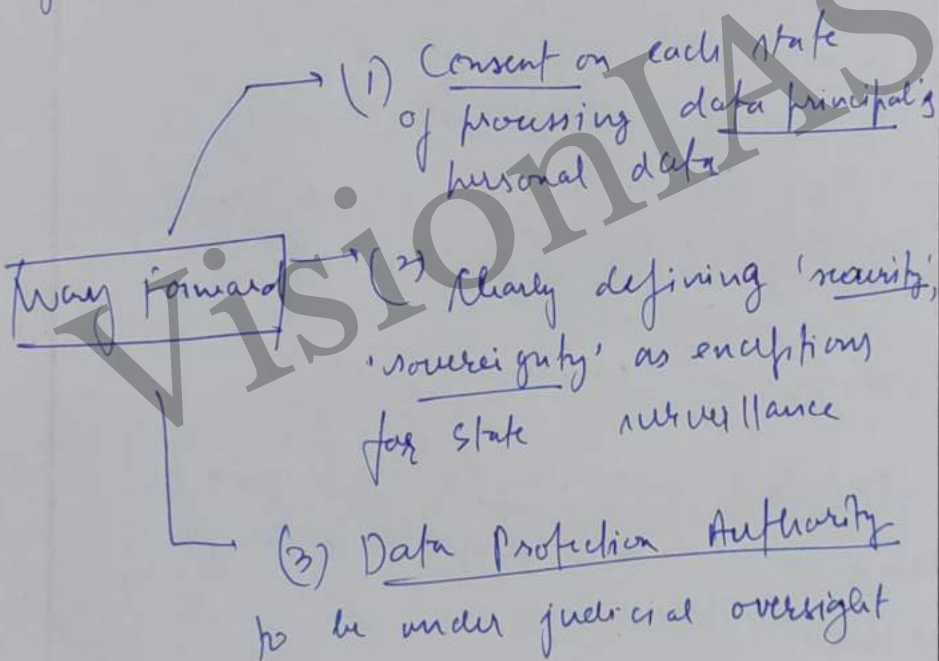 (1) Consent on each state
of processing data principal's
personal data
Way Forward
(2) Clearly defining 'security',
'sovereignty' as exceptions
for state surveillance
(3) Data Protection Authority
to be under judicial oversight
VisionIAS